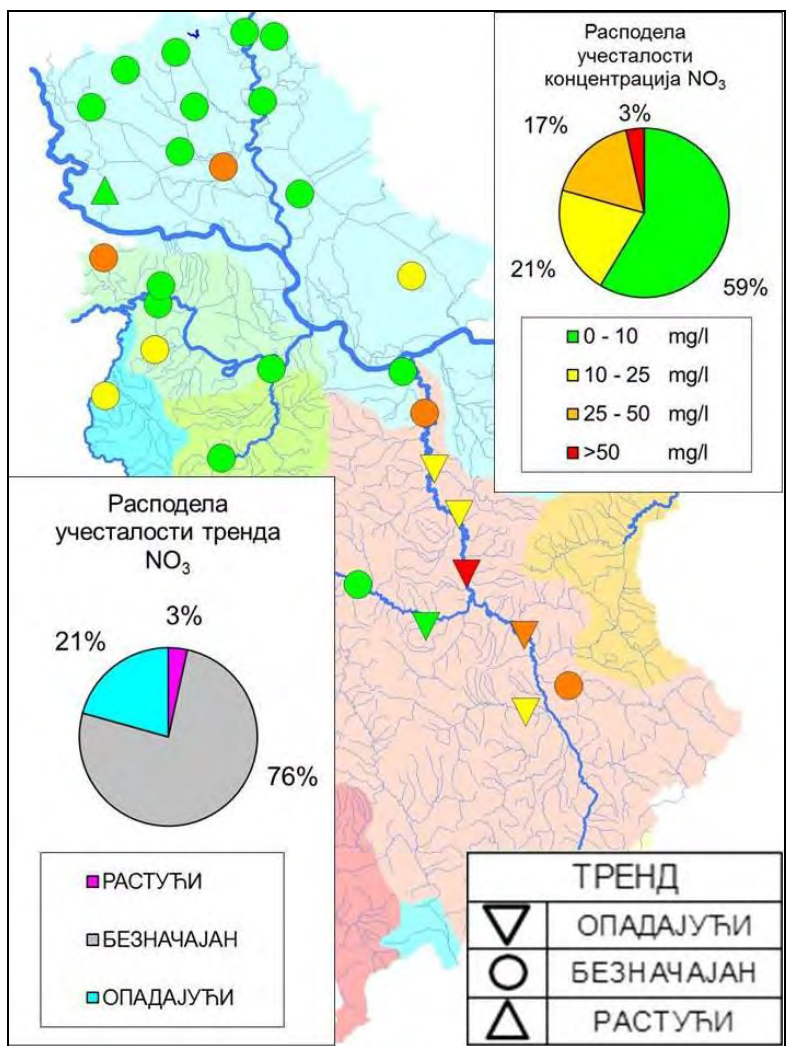 Расподела
учесталости
концентрација NO₃
3%
17%
21%
59%
0 - 10 mg/l
10 - 25 mg/l
25 - 50 mg/l
>50 mg/l
Расподела
учесталости тренда
NO₃
3%
21%
76%
РАСТУЋИ
БЕЗНАЧАЈАН
ОПАДАЈУЋИ
ТРЕНД
ОПАДАЈУЋИ
БЕЗНАЧАЈАН
РАСТУЋИ